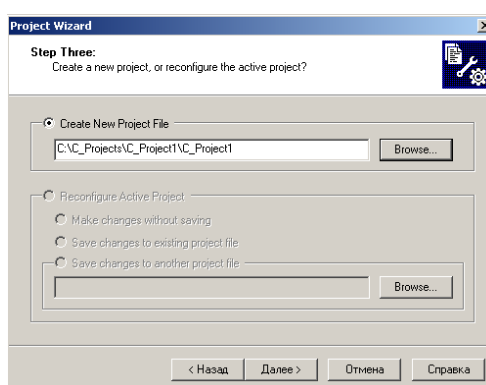 Project Wizard
Step Three:
Create a new project, or reconfigure the active project?
Create New Project File
C:\C_Projects\C_Project1\C_Project1
Browse...
Reconfigure Active Project
Make changes without saving
Save changes to existing project file
Save changes to another project file
Browse...
< Назад Далее > Отмена Справка